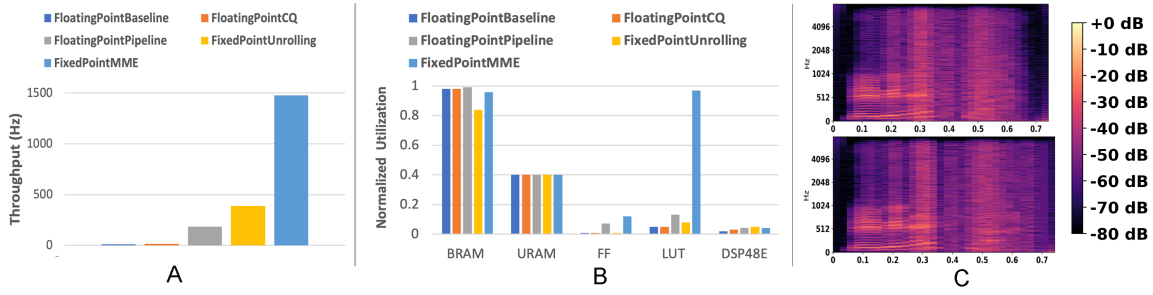 FloatingPointBaseline FloatingPointCQ
FloatingPointPipeline FixedPointUnrolling
FixedPointMME
Throughput (Hz)
1500
1000
500
0
A
FloatingPointBaseline FloatingPointCQ
FloatingPointPipeline FixedPointUnrolling
FixedPointMME
Normalized Utilization
1
0.8
0.6
0.4
0.2
0
BRAM URAM FF LUT DSP48E
B
Hz
4096
2048
1024
512
0
0 0.1 0.2 0.3 0.4 0.5 0.6 0.7
Hz
4096
2048
1024
512
0
0 0.1 0.2 0.3 0.4 0.5 0.6 0.7
C
+0 dB
-10 dB
-20 dB
-30 dB
-40 dB
-50 dB
-60 dB
-70 dB
-80 dB